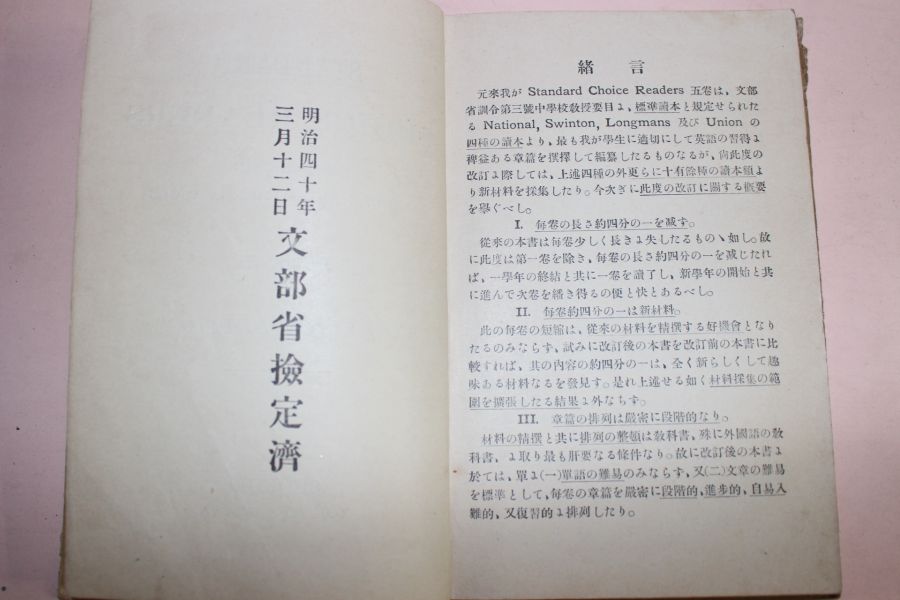 明治四十年
三月十二日
文部省撿定濟
緒言
元來我が Standard Choice Readers 五卷は、文部
省訓令第三號中學校敎授要目に、標準讀本と規定せられた
る National, Swinton, Longmans 及び Union の
四種の讀本より、最も我が學生に適切にして英語の習得に
裨益ある章篇を撰擇して編纂したるものなるが、尙此度の
改訂に際しては、上述四種の外更らに十有餘種の讀本類よ
り新材料を採集したり。今次ぎに此度の改訂に關する概要
を擧ぐべし。
I. 每卷の長さ約四分の一を减ず。
從來の本書は每卷少しく長きに失したるものゝ如し。故
に此度は第一卷を除き、每卷の長さ約四分の一を减じたれ
ば、一學年の終結と共に一卷を讀了し、新學年の開始と共
に進んで次卷を繙き得るの便と快とあるべし。
II. 每卷約四分の一は新材料。
此の每卷の短縮は、從來の材料を精撰する好機會となり
たるのみならず、試みに改訂後の本書を改訂前の本書に比
較すれば、其の內容の約四分の一は、全く新らしくして趣
味ある材料なるを發見す。是れ上述せる如く材料採集の範
圍を擴張したる結果に外ならず。
III. 章篇の排列は嚴密に段階的なり。
材料の精撰と共に排列の整頓は敎科書、殊に外國語の敎
科書、に取り最も肝要なる條件なり。故に改訂後の本書に
於ては、單に(一)單語の難易のみならず、又(二)文章の難易
を標準として、每卷の章篇を嚴密に段階的、進步的、自易入
難的、又復習的に排列したり。